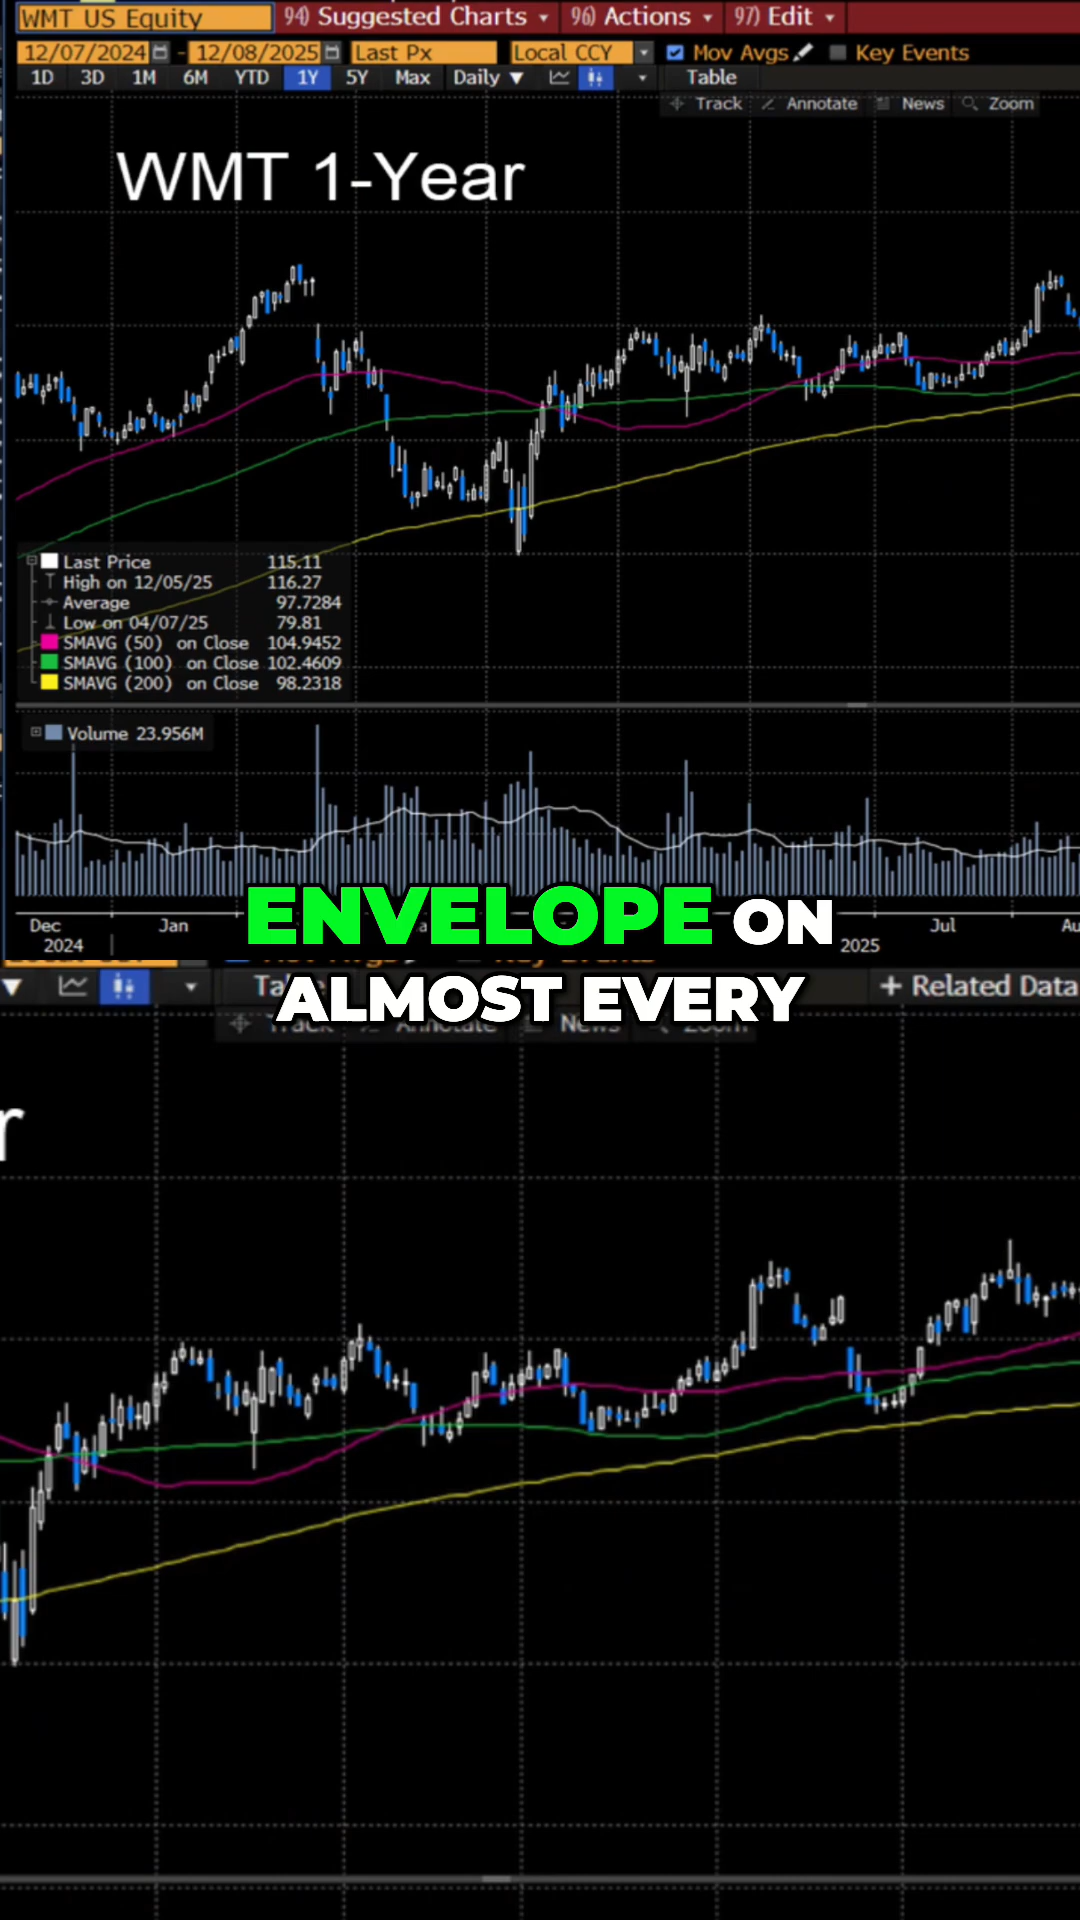 WMT US Equity 94) Suggested Charts 96) Actions 97) Edit
12/07/2024 - 12/08/2025 Last Px Local CCY Mov Avgs Key Events
1D 3D 1M 6M YTD 1Y 5Y Max Daily ▼ Table
Track Annotate News Zoom
WMT 1-Year
Last Price 115.11
High on 12/05/25 116.27
Average 97.7284
Low on 04/07/25 79.81
SMAVG (50) on Close 104.9452
SMAVG (100) on Close 102.4609
SMAVG (200) on Close 98.2318
Volume 23.956M
Dec Jan Jul
2024 2025
ENVELOPE ON
ALMOST EVERY
+ Related Data
Track Annotate News Zoom
r